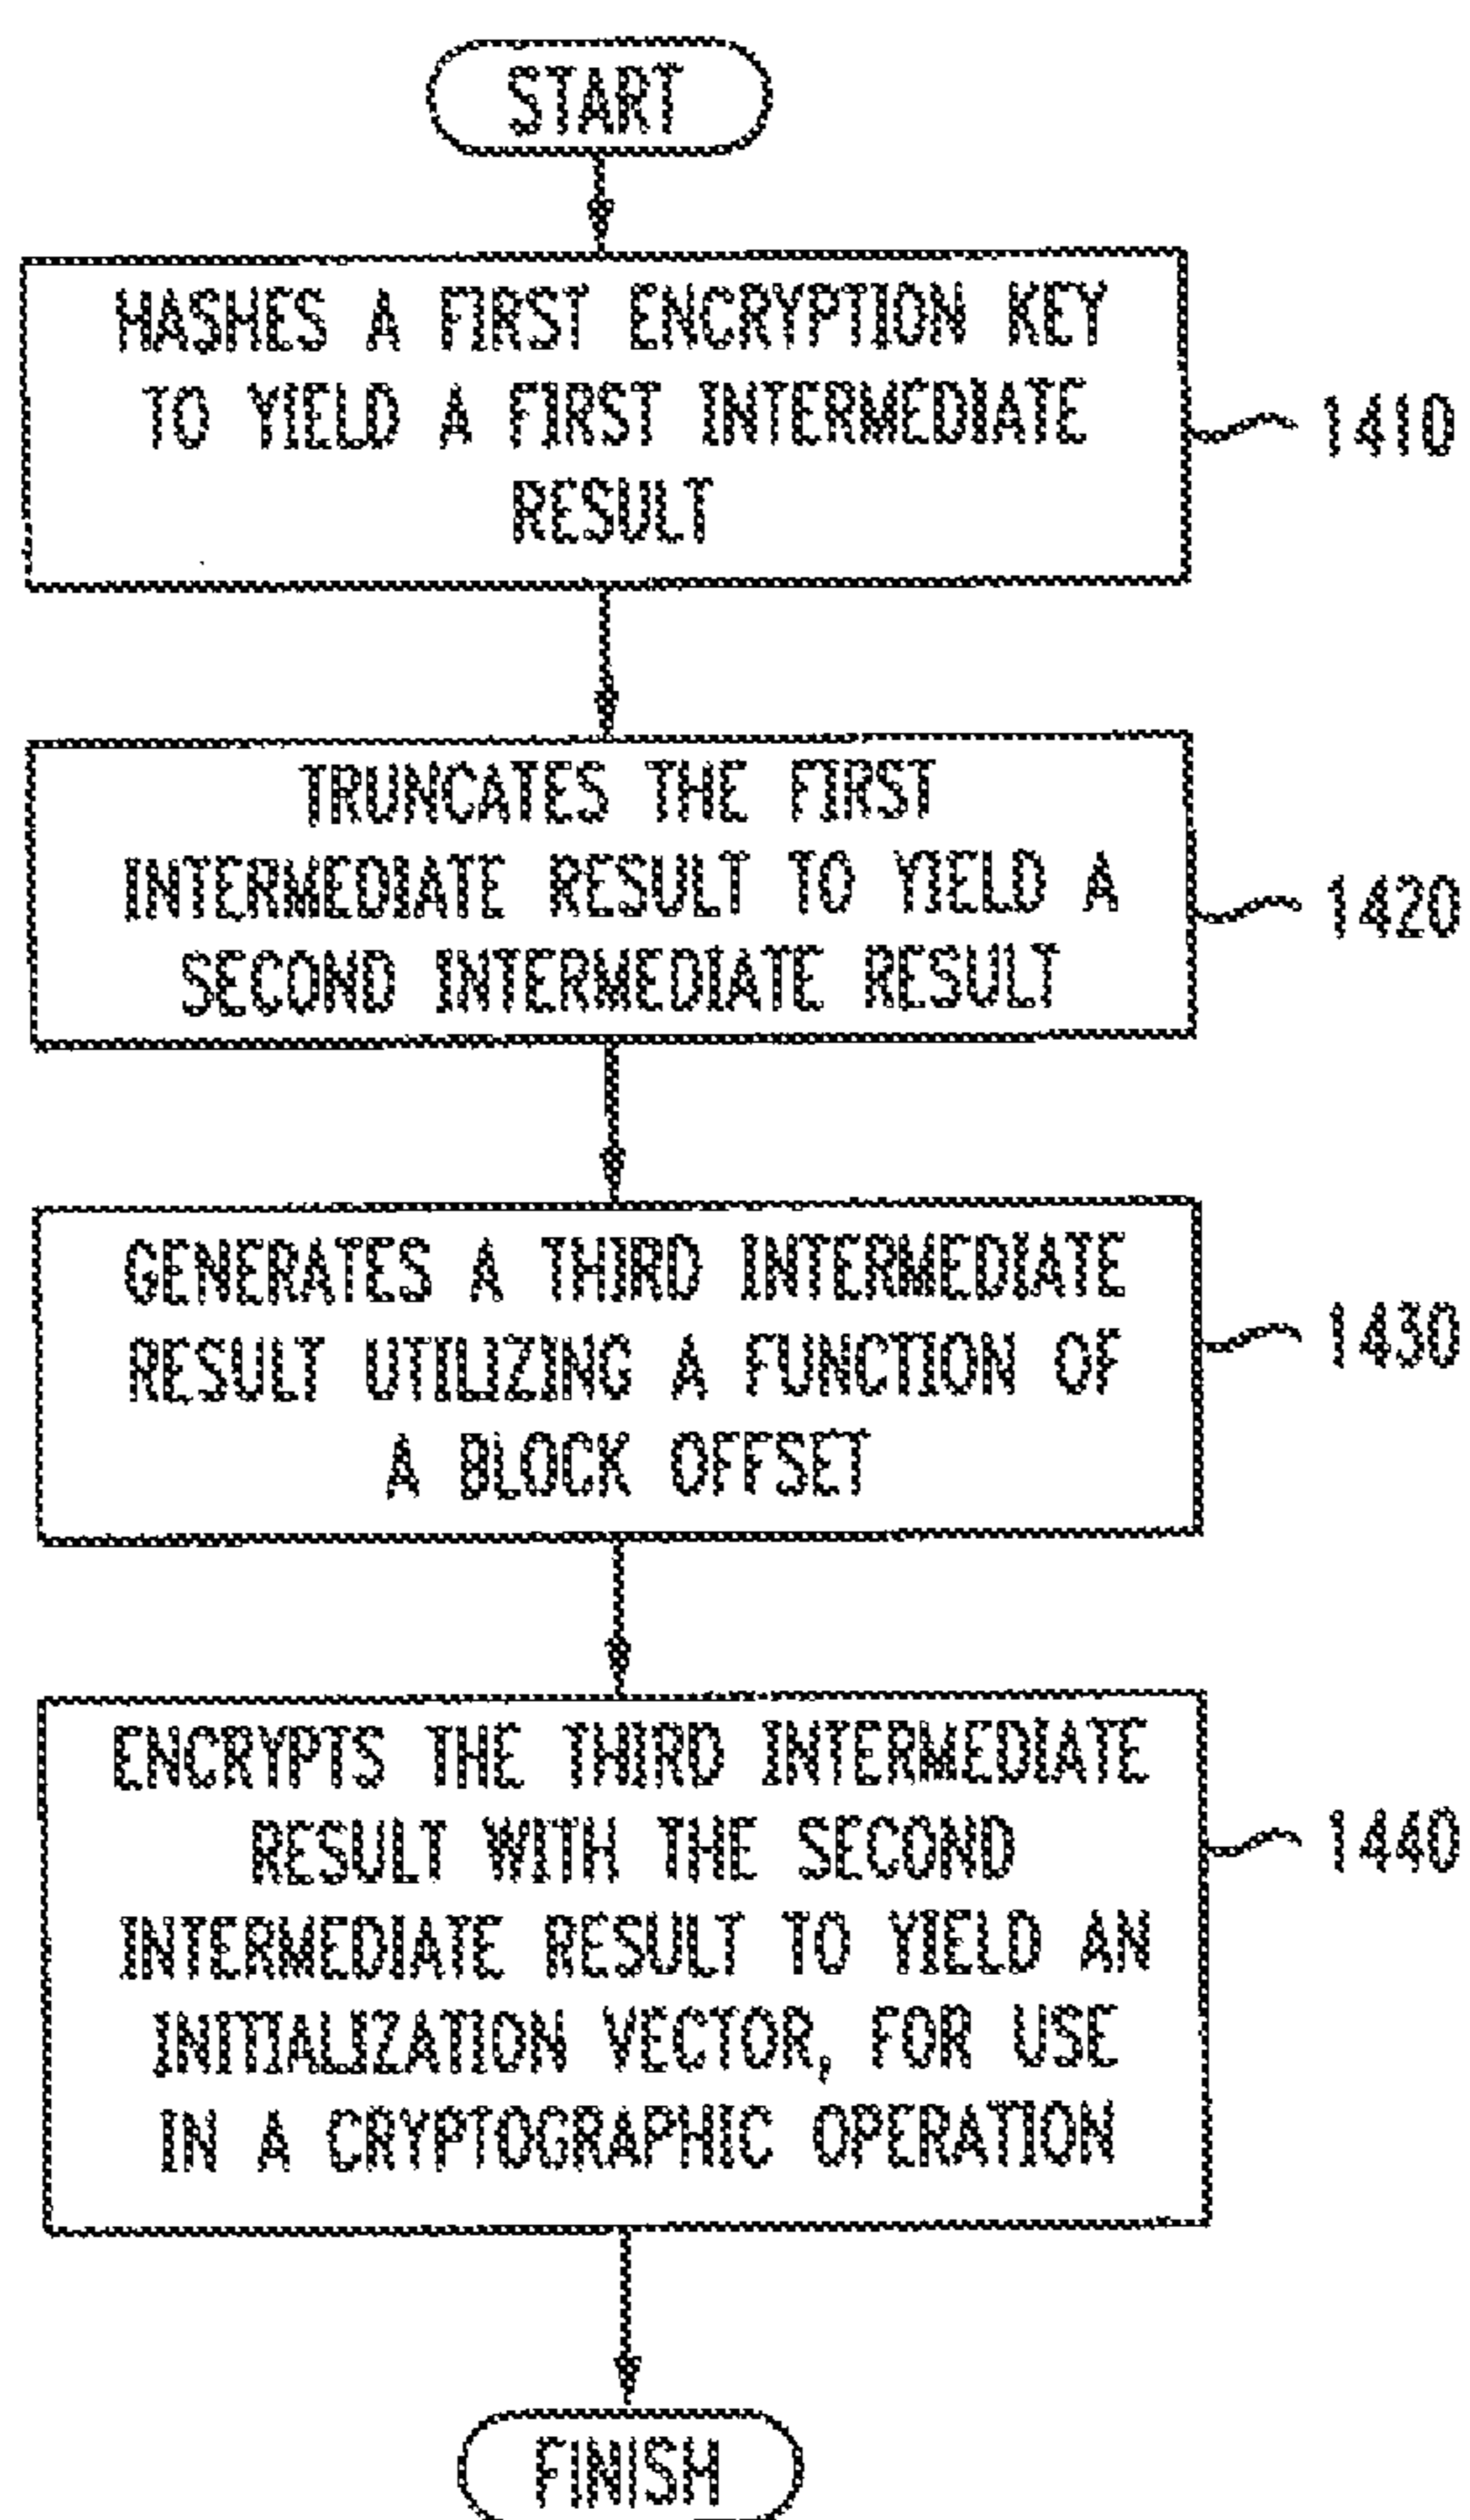 START
HASHES A FIRST ENCRYPTION KEY
TO YIELD A FIRST INTERMEDIATE
RESULT
1410
TRUNCATES THE FIRST
INTERMEDIATE RESULT TO YIELD A
SECOND INTERMEDIATE RESULT
1420
GENERATES A THIRD INTERMEDIATE
RESULT UTILIZING A FUNCTION OF
A BLOCK OFFSET
1430
ENCRYPTS THE THIRD INTERMEDIATE
RESULT WITH THE SECOND
INTERMEDIATE RESULT TO YIELD AN
INITIALIZATION VECTOR, FOR USE
IN A CRYPTOGRAPHIC OPERATION
1440
FINISH